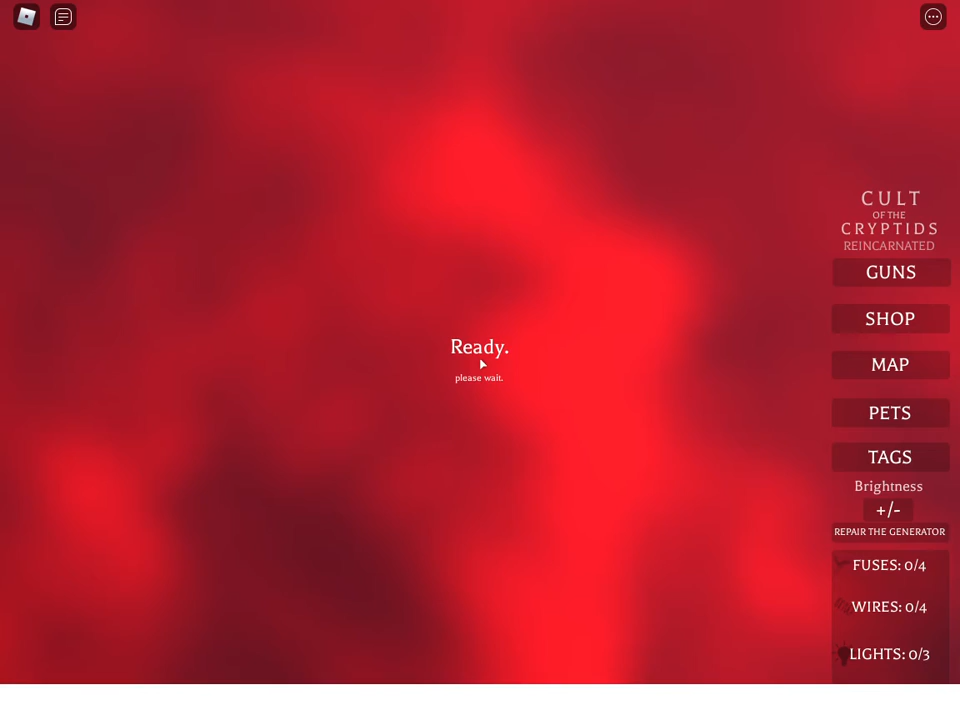 CULT
OF THE
CRYPTIDS
REINCARNATED
GUNS
SHOP
Ready.
please wait.
MAP
PETS
TAGS
Brightness
+/-
REPAIR THE GENERATOR
FUSES: 0/4
WIRES: 0/4
LIGHTS: 0/3